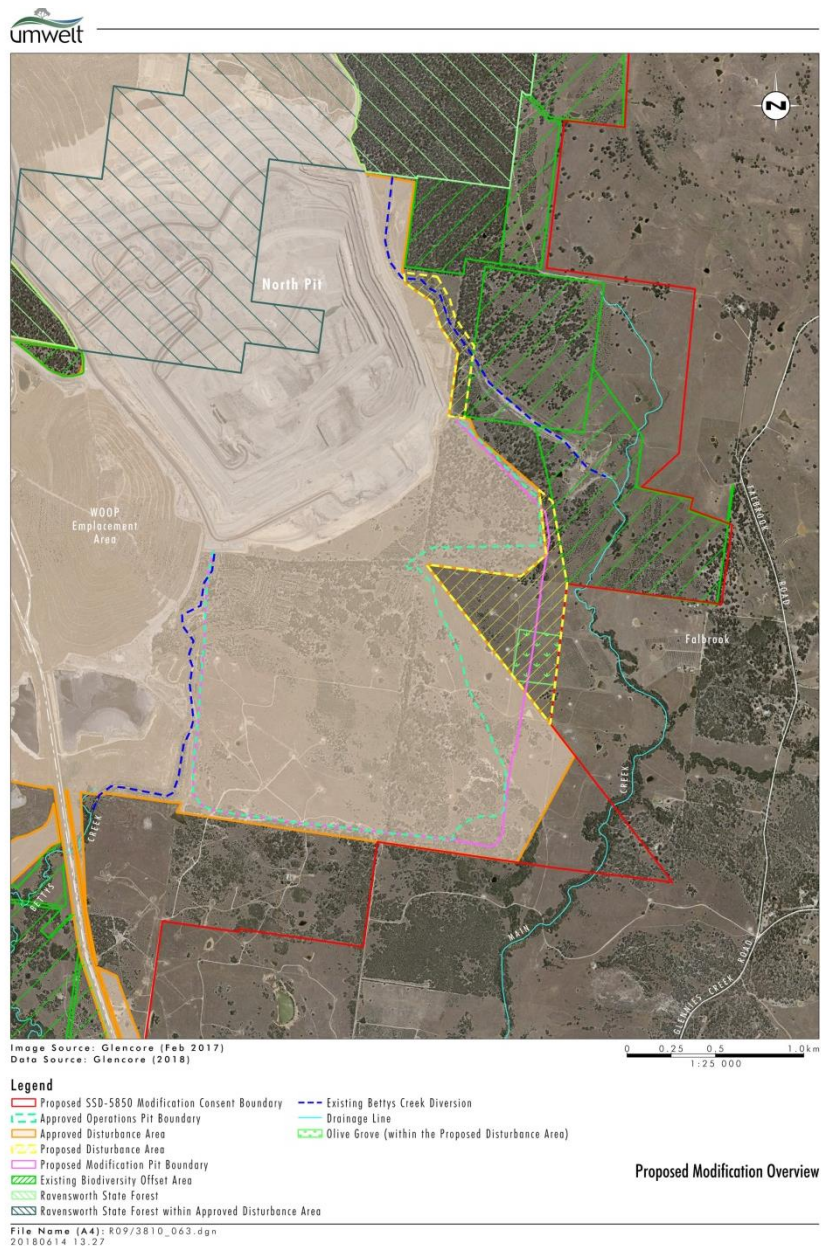 umwelt
N
North Pit
WOOP
Emplacement
Area
FALBROOK
ROAD
Falbrook
CREEK
CREEK
BETTYS
MAIN
GLENNIES CREEK ROAD
Image Source: Glencore (Feb 2017)
Data Source: Glencore (2018)
0 0.25 0.5 1.0km
1:25 000
Legend
Proposed SSD-5850 Modification Consent Boundary
Approved Operations Pit Boundary
Approved Disturbance Area
Proposed Disturbance Area
Proposed Modification Pit Boundary
Existing Biodiversity Offset Area
Ravensworth State Forest
Ravensworth State Forest within Approved Disturbance Area
Existing Bettys Creek Diversion
Drainage Line
Olive Grove (within the Proposed Disturbance Area)
Proposed Modification Overview
File Name (A4): R09/3810_063.dgn
20180614 13.27